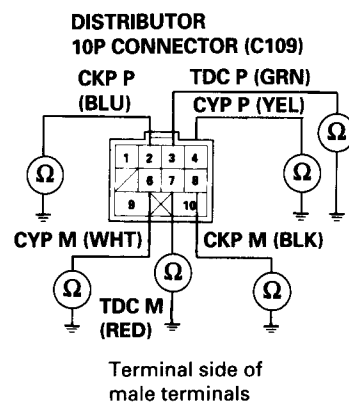 DISTRIBUTOR
10P CONNECTOR (C109)
CKP P
(BLU)
TDC P (GRN)
CYP P (YEL)
1 2 3 4
6 7 8
9 10
Ω Ω Ω
CYP M (WHT)
CKP M (BLK)
Ω Ω Ω
TDC M
(RED)
Terminal side of
male terminals